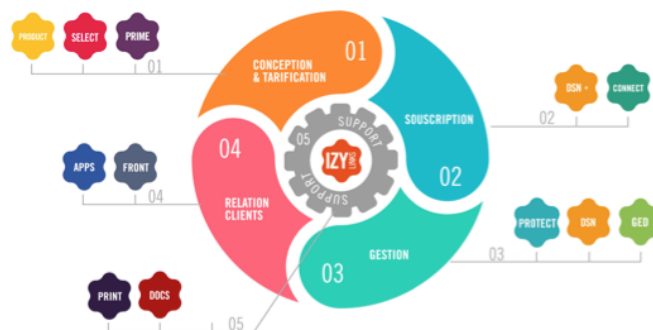 PRODUCT
SELECT
PRIME
01
CONCEPTION
& TARIFICATION
01
SOUSCRIPTION
02
DSN +
CONNECT
02
APPS
FRONT
04
04
RELATION
CLIENTS
05
SUPPORT
SUPPORT
IZY
LINKS
PROTECT
DSN
GED
03
GESTION
03
PRINT
DOCS
05